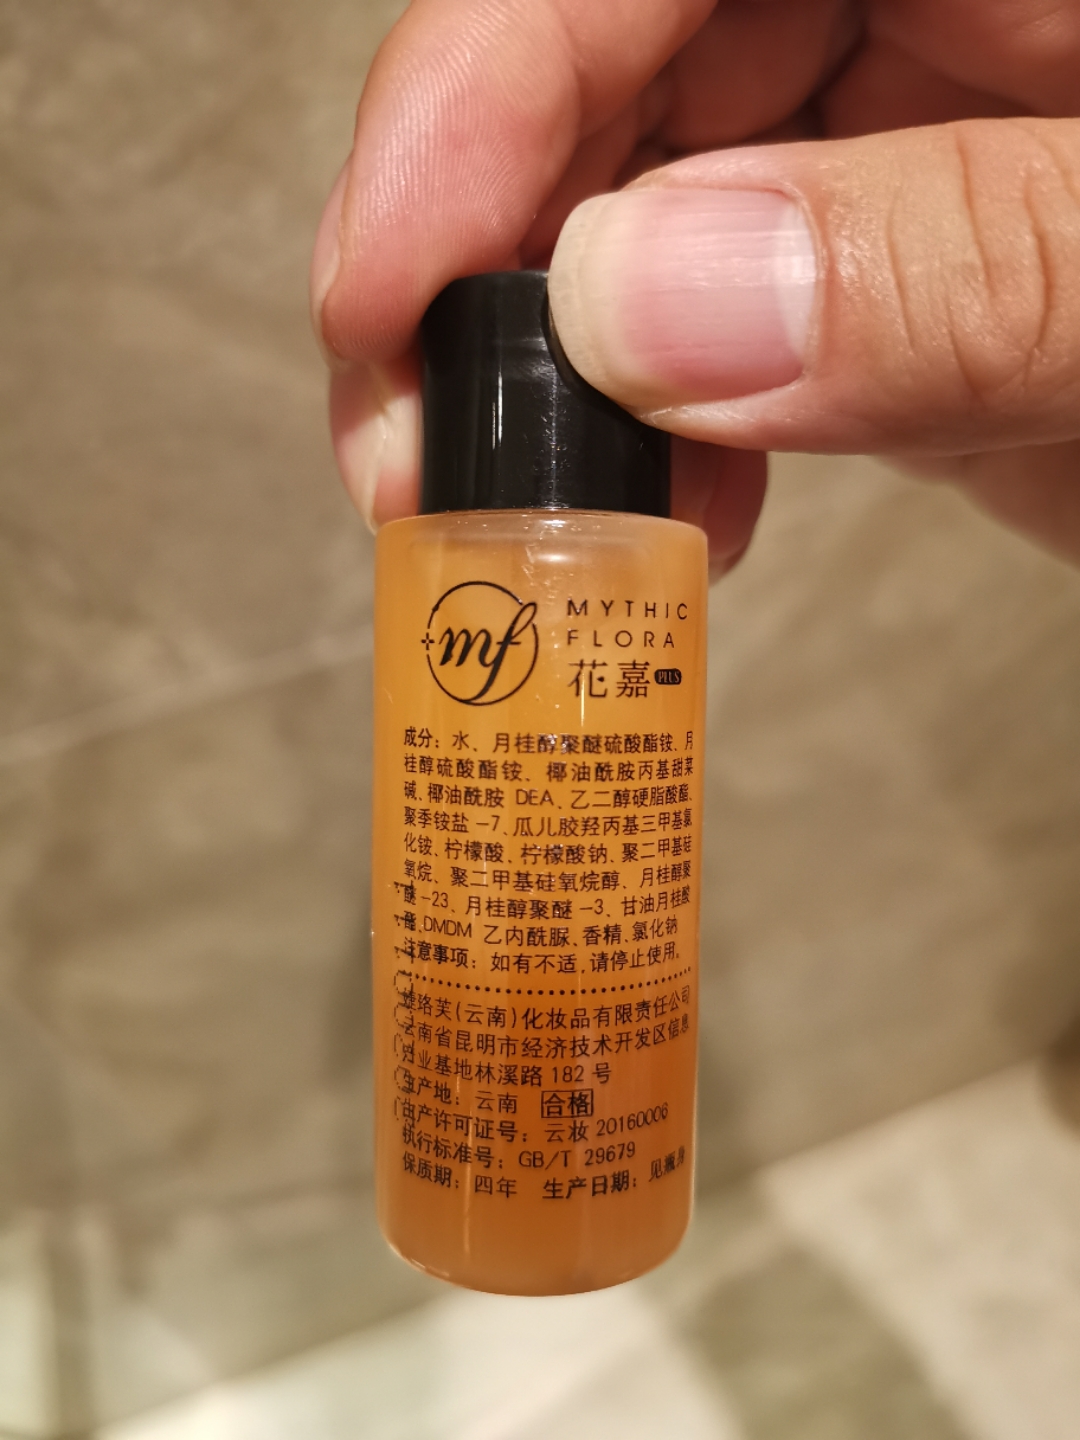 mf
MYTHIC
FLORA
花嘉 PLUS
成分：水、月桂醇聚醚硫酸酯铵、月
桂醇硫酸酯铵、椰油酰胺丙基甜菜
碱、椰油酰胺 DEA、乙二醇硬脂酸酯、
聚季铵盐-7、瓜儿胶羟丙基三甲基氯
化铵、柠檬酸、柠檬酸钠、聚二甲基硅
氧烷、聚二甲基硅氧烷醇、月桂醇聚
醚-23、月桂醇聚醚-3、甘油月桂酸
酯、DMDM 乙内酰脲、香精、氯化钠
注意事项：如有不适,请停止使用。
珞芙(云南)化妆品有限责任公司
云南省昆明市经济技术开发区信息
产业基地林溪路 182 号
生产地：云南 合格
生产许可证号：云妆 20160006
执行标准号：GB/T 29679
保质期：四年 生产日期：见瓶身